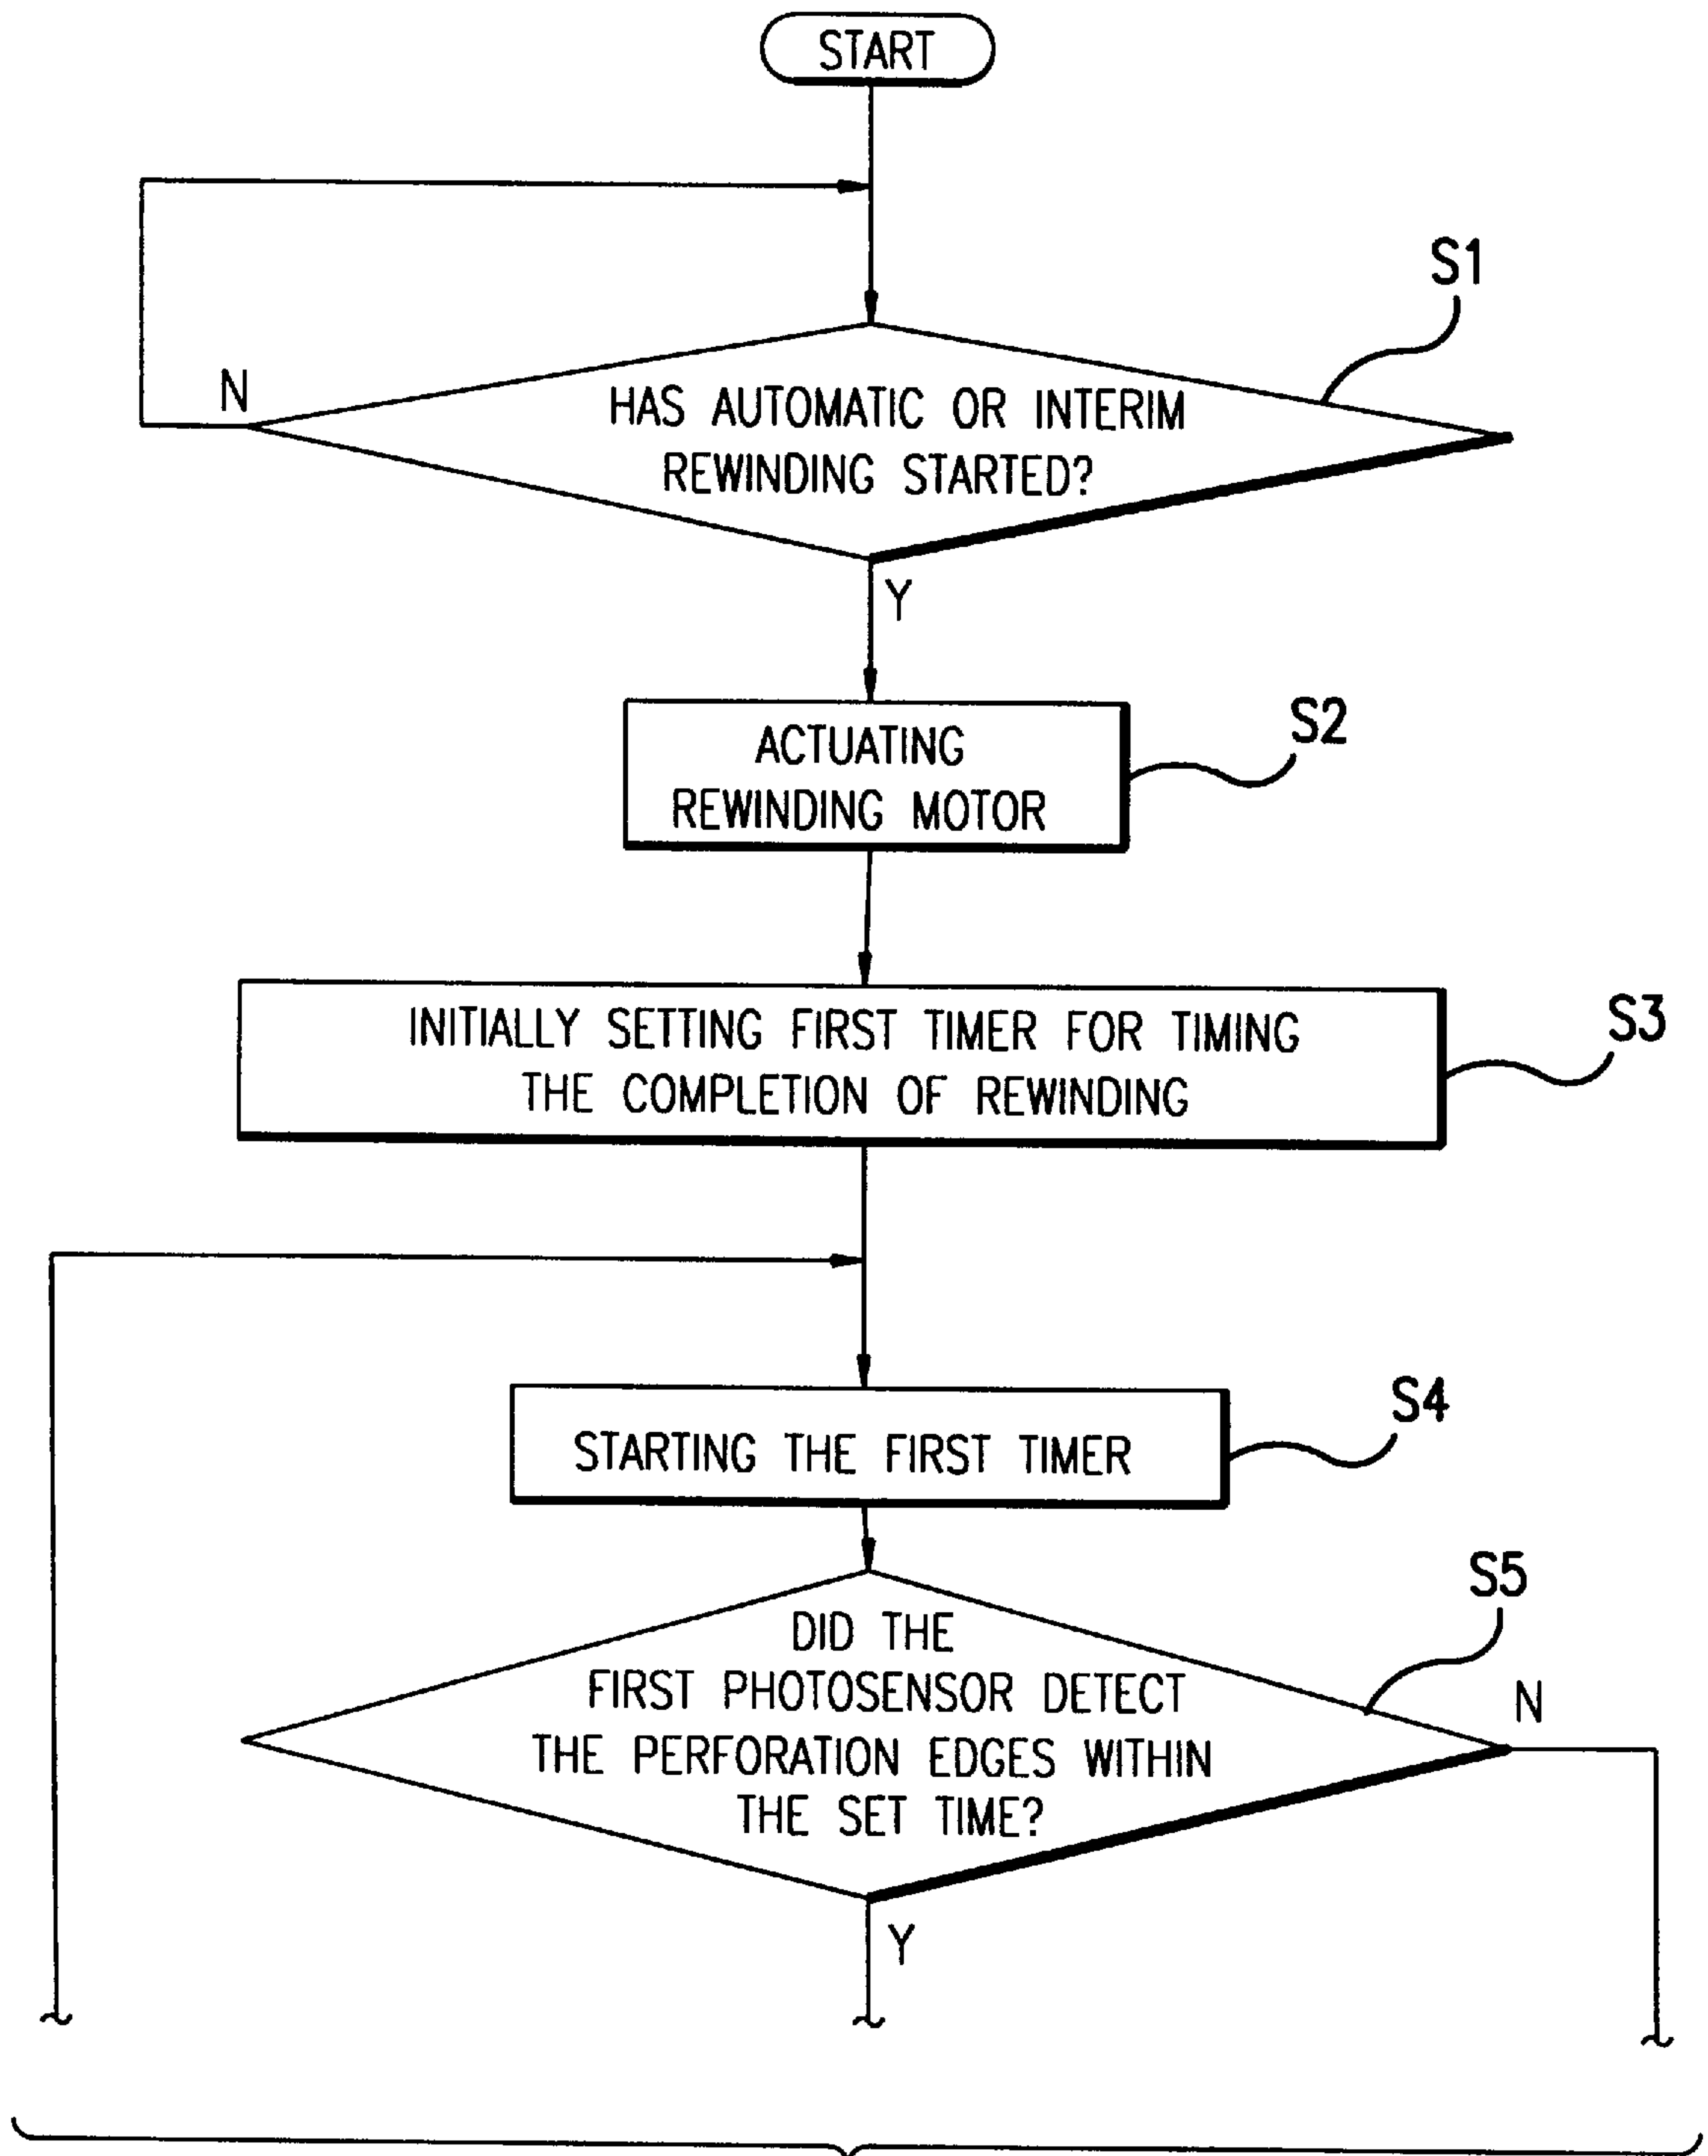 START
S1
N
HAS AUTOMATIC OR INTERIM
REWINDING STARTED?
Y
S2
ACTUATING
REWINDING MOTOR
S3
INITIALLY SETTING FIRST TIMER FOR TIMING
THE COMPLETION OF REWINDING
S4
STARTING THE FIRST TIMER
S5
DID THE
FIRST PHOTOSENSOR DETECT
N
THE PERFORATION EDGES WITHIN
THE SET TIME?
Y